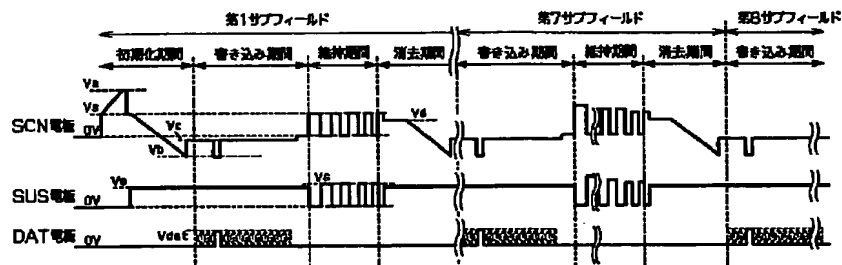 第1サブフィールド 第7サブフィールド 第8サブフィールド
初期化期間 書き込み期間 維持期間 消去期間 書き込み期間 維持期間 消去期間 書き込み期間
Va
Vs
Vc
Vd
SCN電極 0V
Vb
Ve
Vs
SUS電極 0V
Vdat
DAT電極 0V